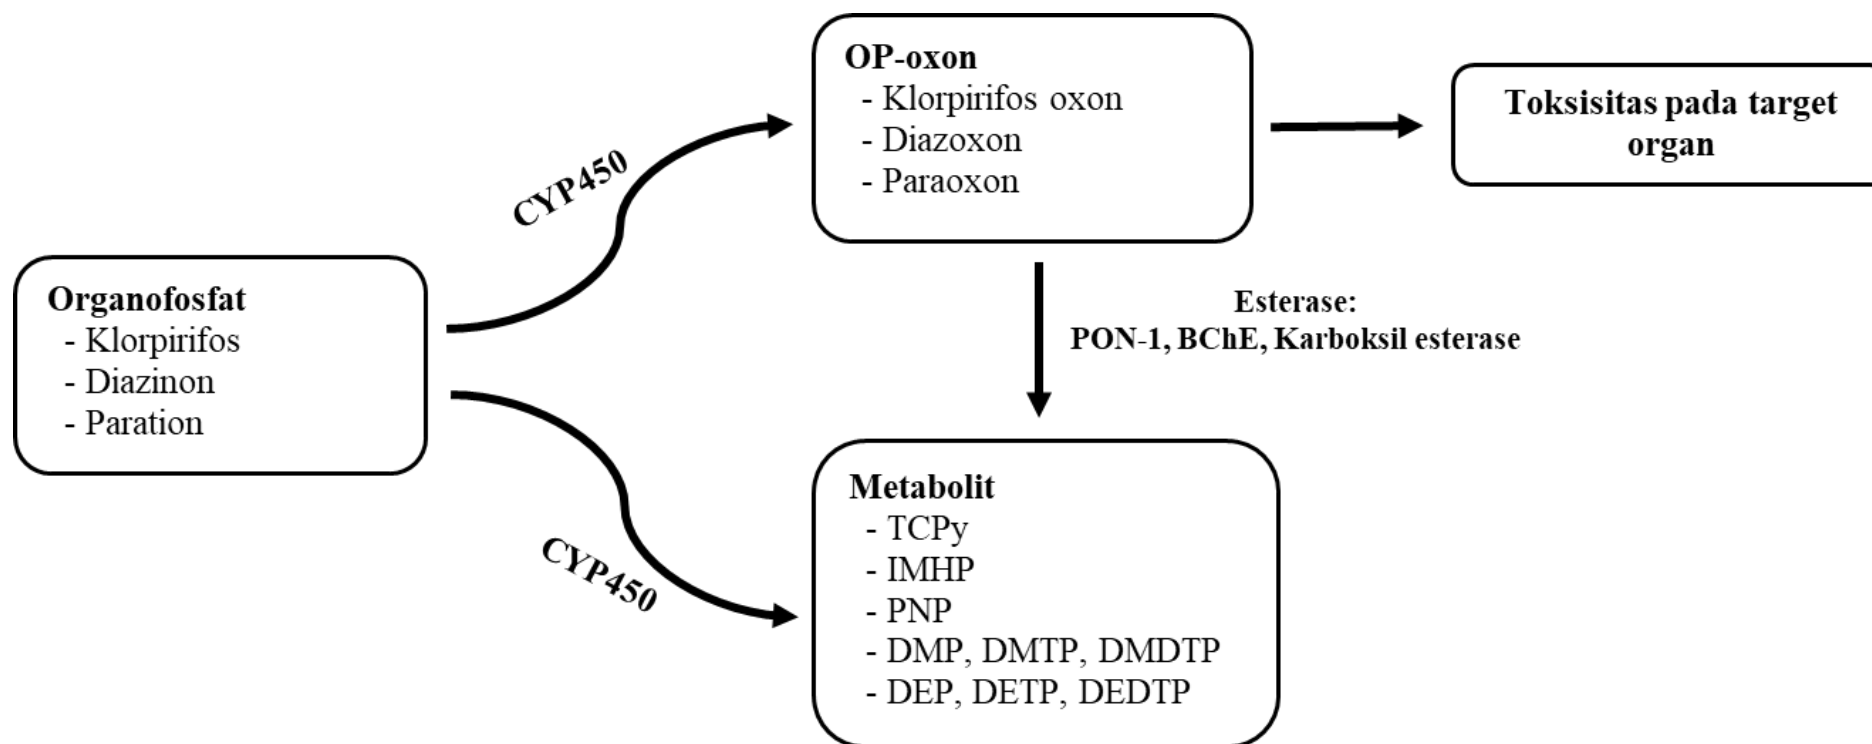 OP-oxon
- Klorpirifos oxon
- Diazoxon
- Paraoxon
Toksisitas pada target
organ
CYP450
Organofosfat
- Klorpirifos
- Diazinon
- Paration
Esterase:
PON-1, BChE, Karboksil esterase
CYP450
Metabolit
- TCPy
- IMHP
- PNP
- DMP, DMTP, DMDTP
- DEP, DETP, DEDTP